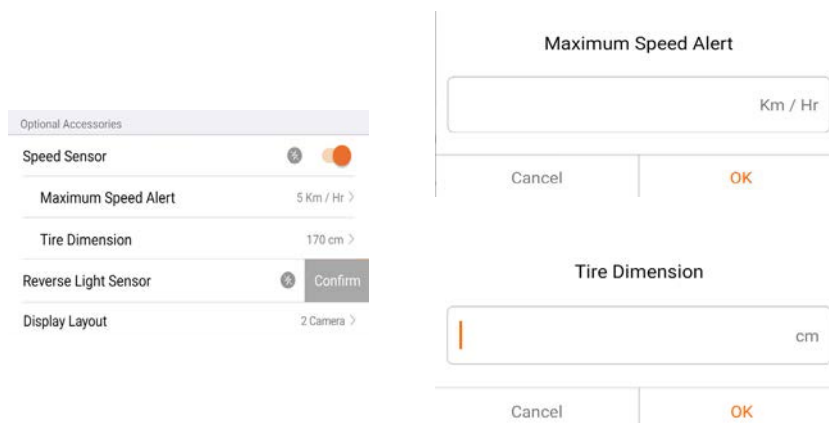 Optional Accessories
Speed Sensor
Maximum Speed Alert 5 Km / Hr >
Tire Dimension 170 cm >
Reverse Light Sensor Confirm
Display Layout 2 Camera >
Maximum Speed Alert
Km / Hr
Cancel OK
Tire Dimension
cm
Cancel OK